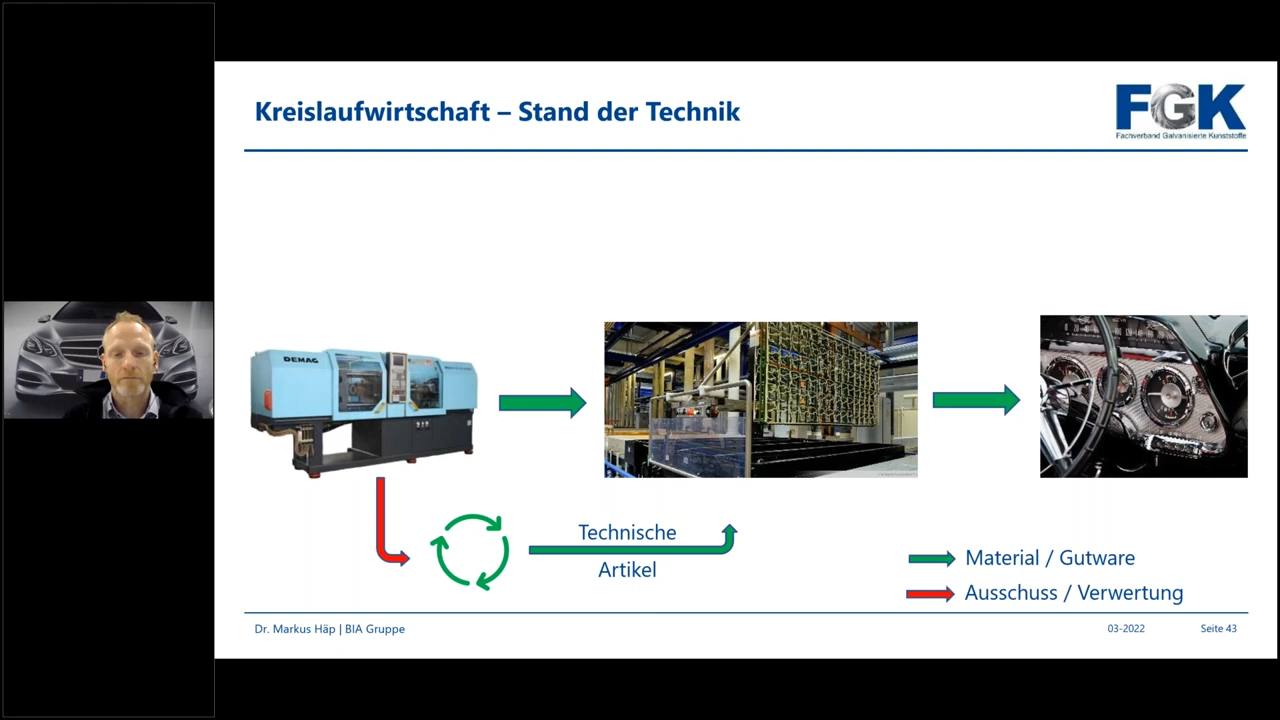 Kreislaufwirtschaft – Stand der Technik
FGK
Fachverband Galvanisierte Kunststoffe
DEMAG
Technische
Artikel
Material / Gutware
Ausschuss / Verwertung
Dr. Markus Häp | BIA Gruppe
03-2022
Seite 43